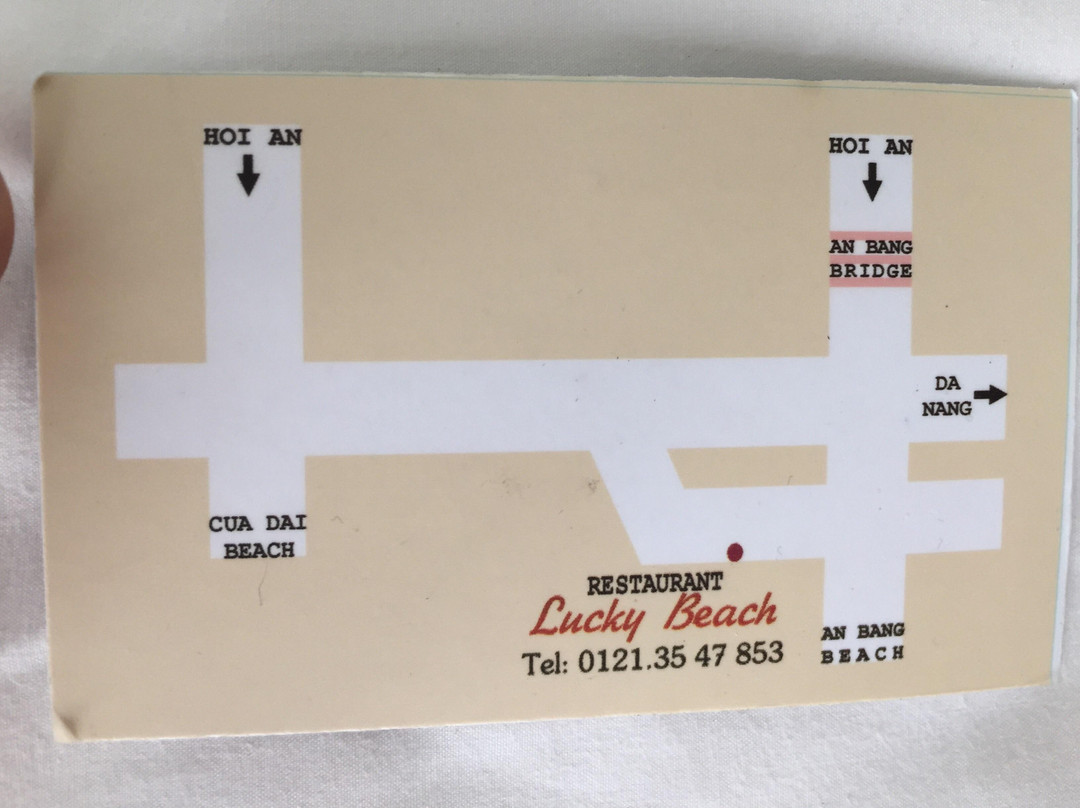 HOI AN
HOI AN
AN BANG
BRIDGE
DA
NANG
CUA DAI
BEACH
RESTAURANT
Lucky Beach
Tel: 0121.35 47 853
AN BANG
BEACH